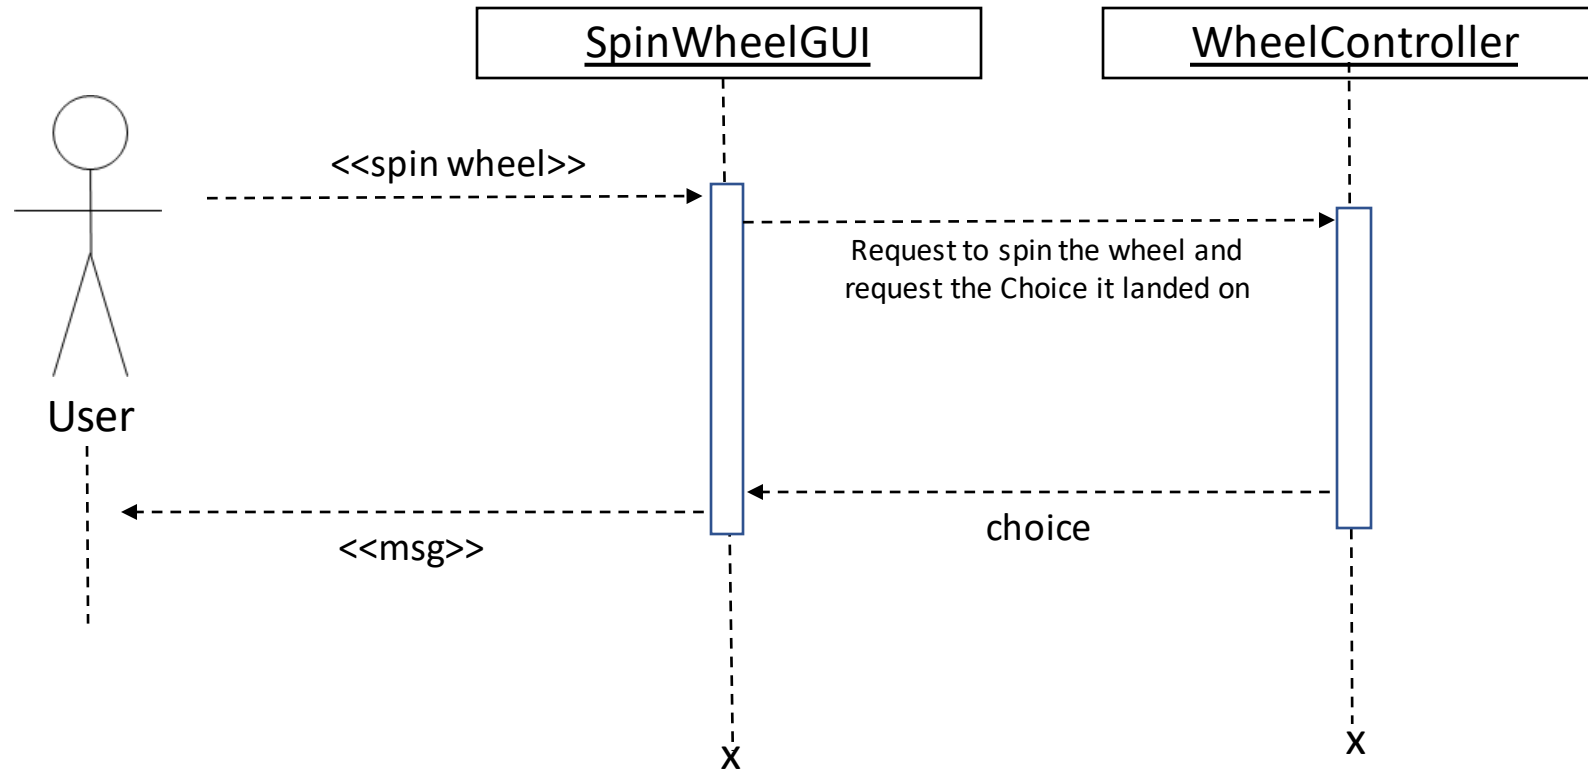 SpinWheelGUI
WheelController
<<spin wheel>>
Request to spin the wheel and
request the Choice it landed on
User
choice
<<msg>>
x
x